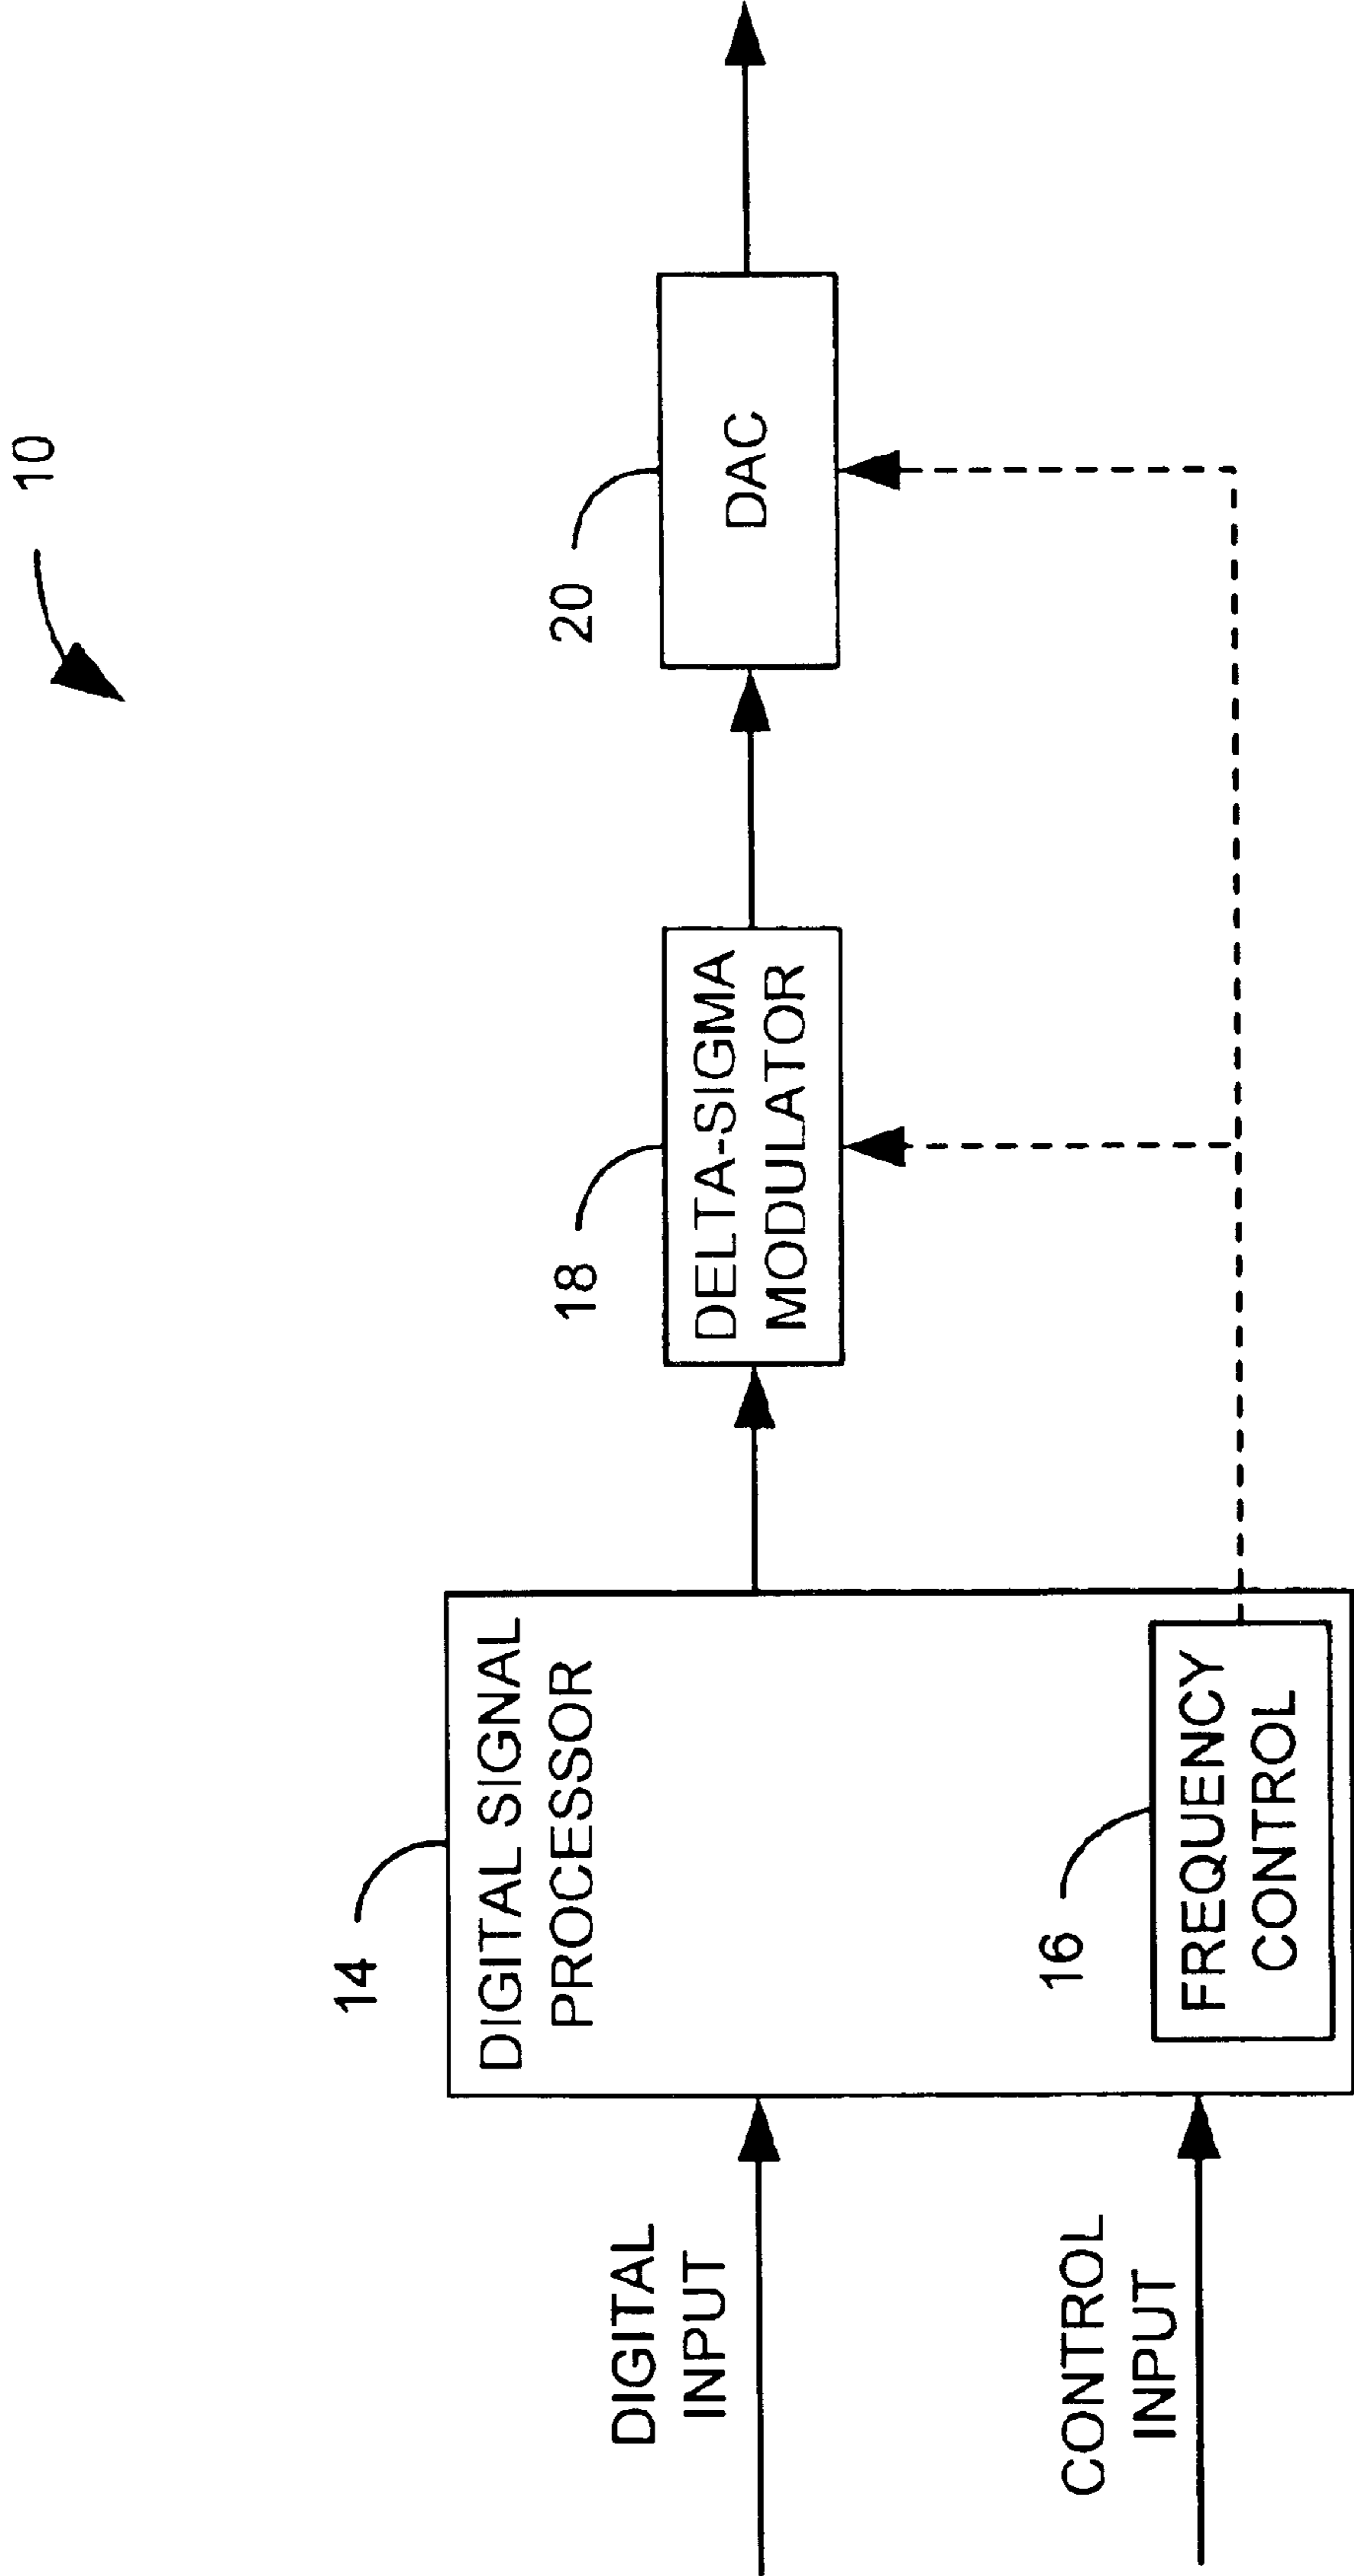 10
14
DIGITAL SIGNAL
PROCESSOR
DIGITAL
INPUT
18
DELTA-SIGMA
MODULATOR
20
DAC
CONTROL
INPUT
16
FREQUENCY
CONTROL